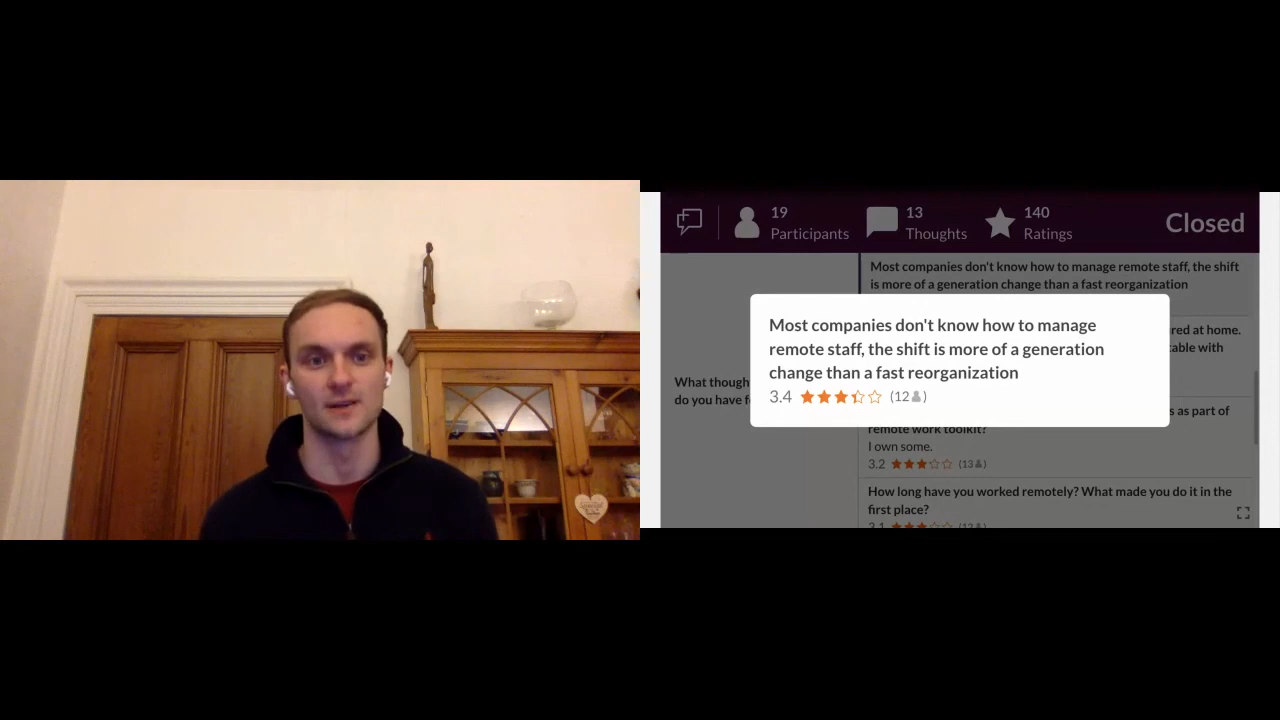 19
Participants
13
Thoughts
140
Ratings
Closed
Most companies don't know how to manage remote staff, the shift
is more of a generation change than a fast reorganization
Most companies don't know how to manage
remote staff, the shift is more of a generation
change than a fast reorganization
3.4 (12)
red at home.
table with
What though
do you have f
s as part of
remote work toolkit?
I own some.
3.2 (13)
How long have you worked remotely? What made you do it in the
first place?
3.1 (12)